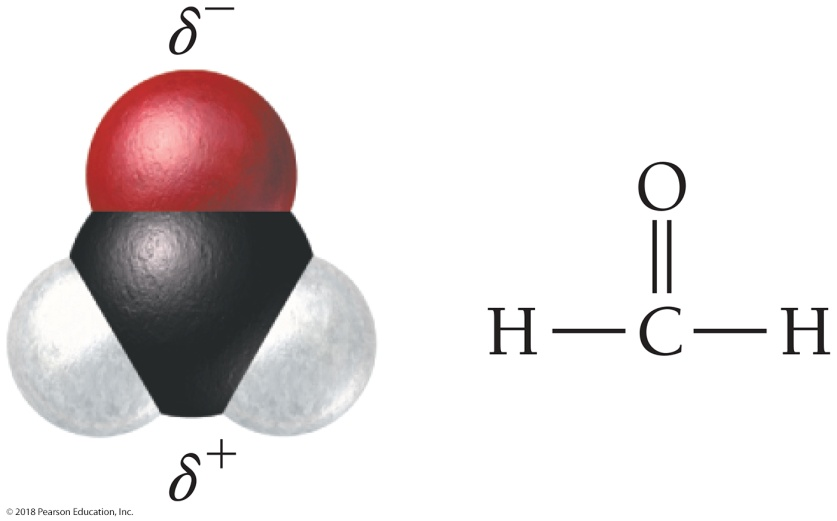 δ⁻
O
H — C — H
δ⁺
© 2018 Pearson Education, Inc.